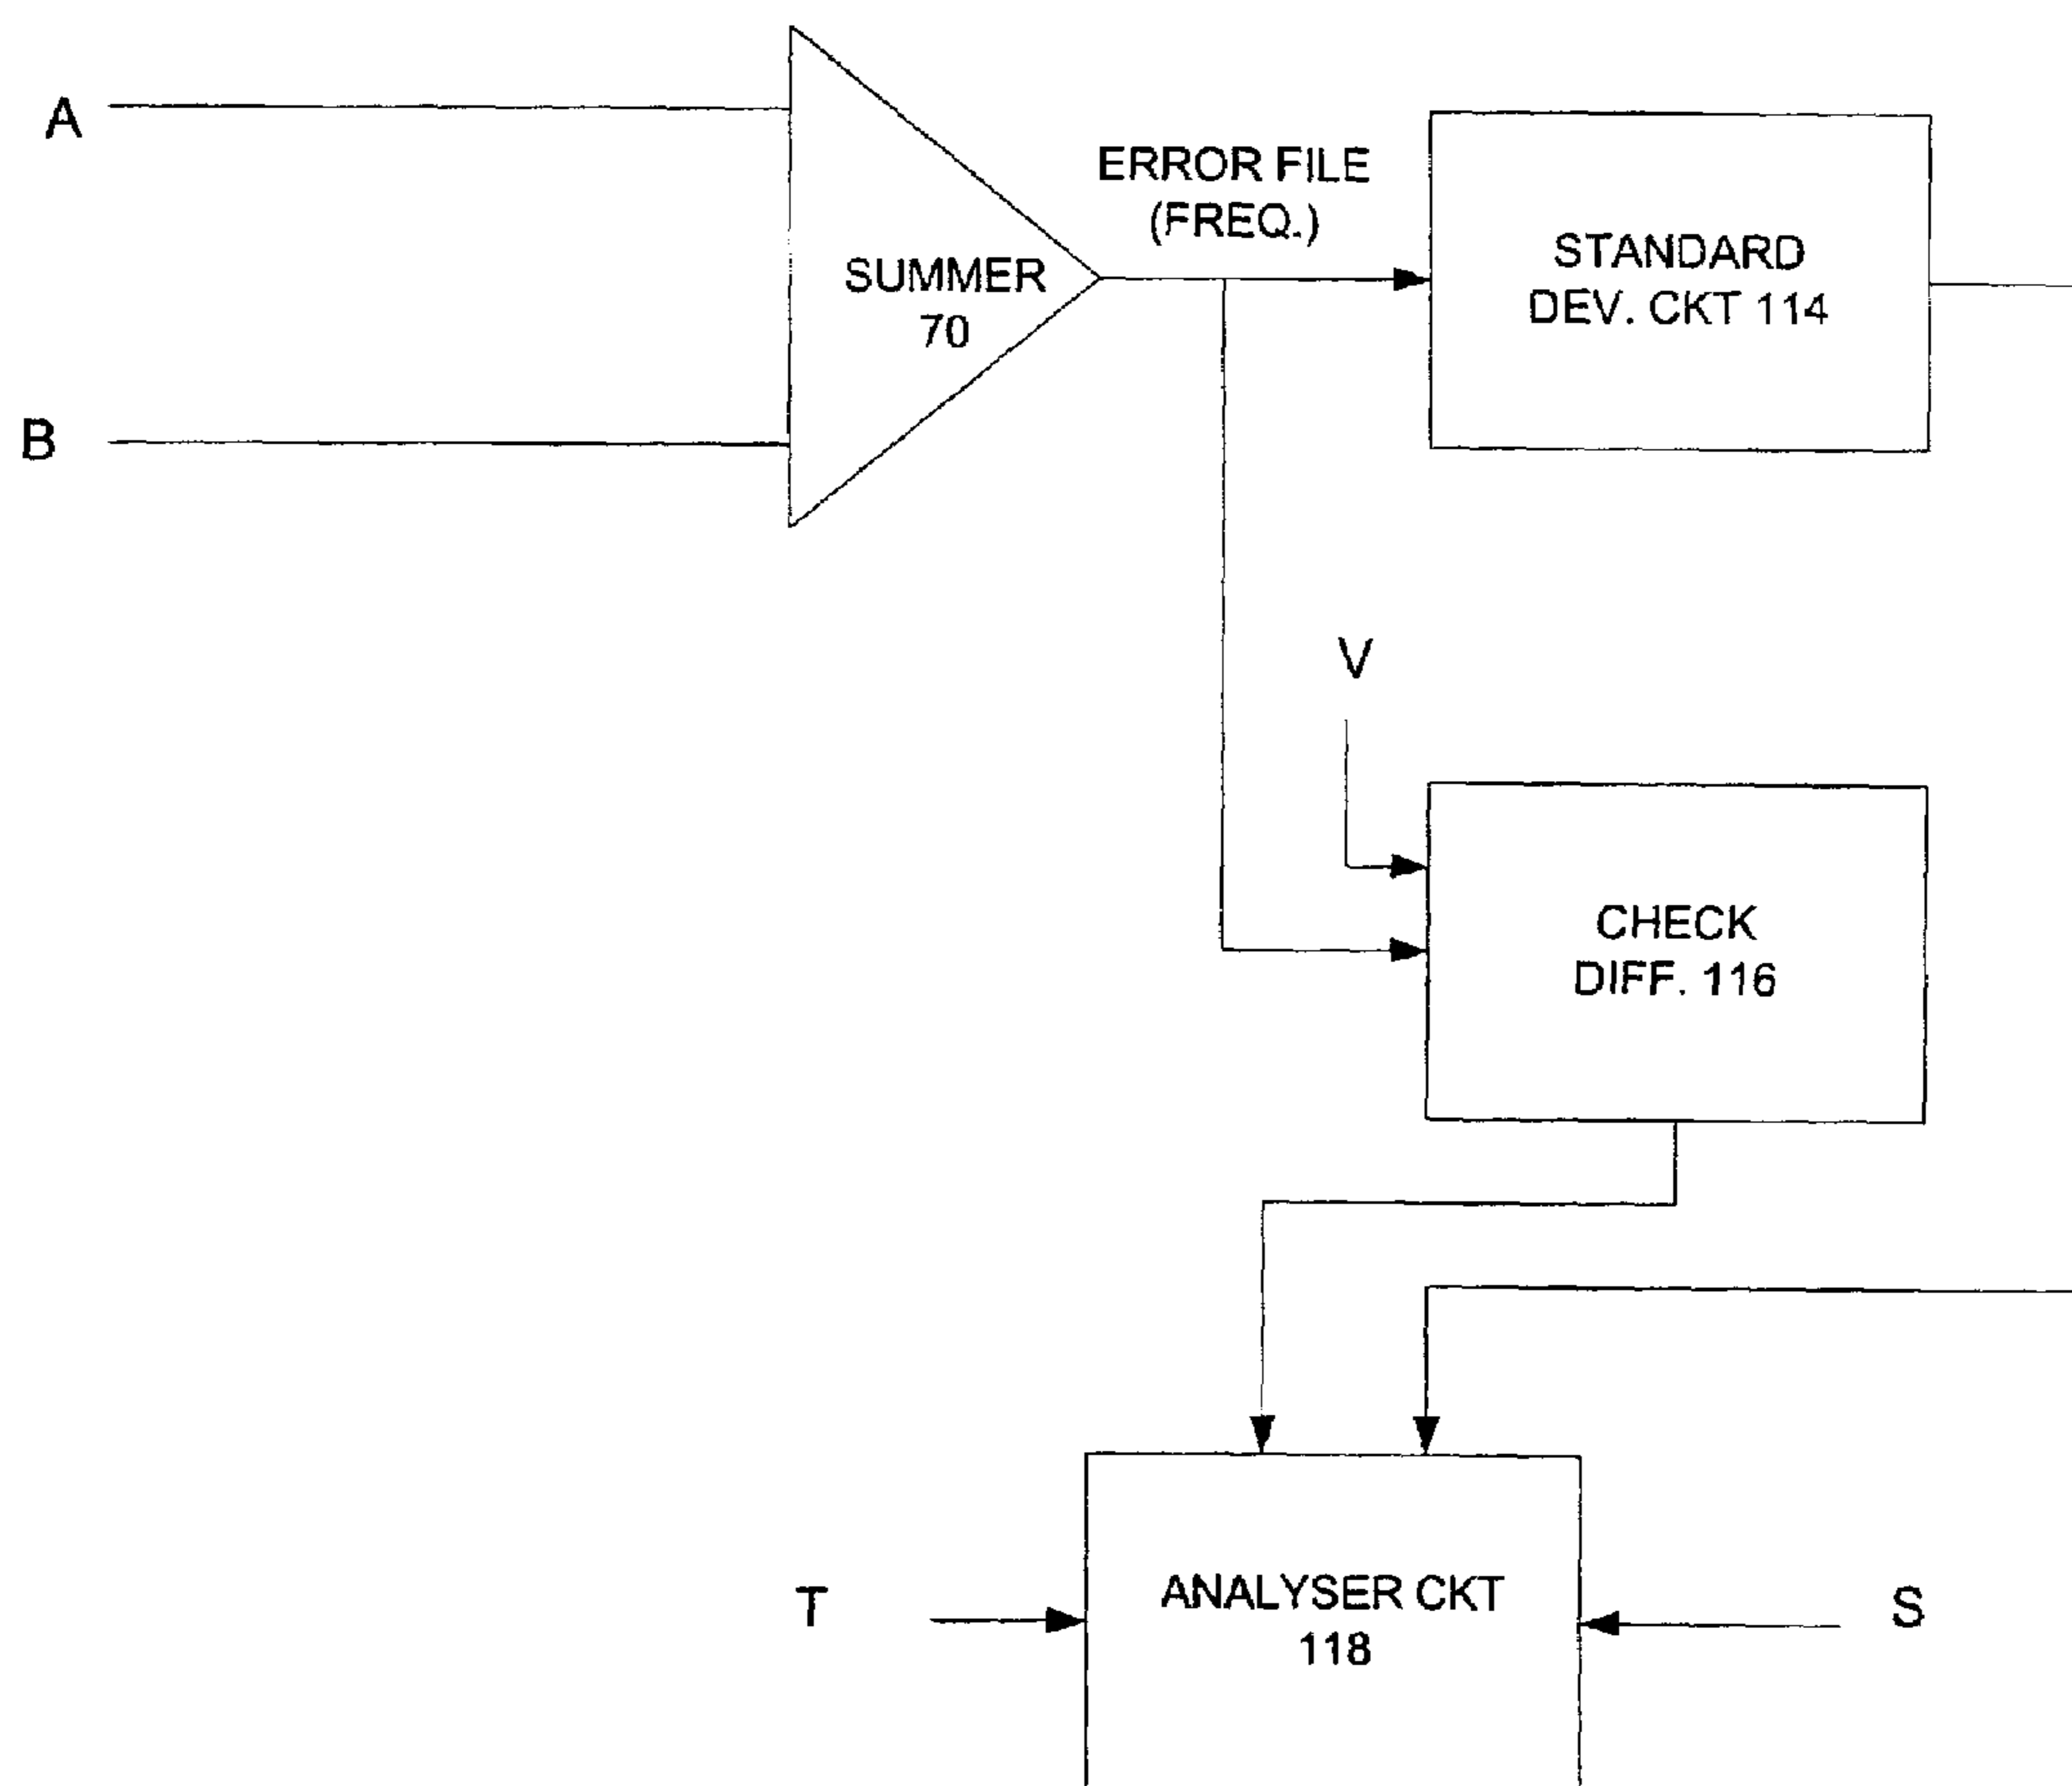 A
ERROR FILE
(FREQ.)
STANDARD
DEV. CKT 114
SUMMER
70
B
V
CHECK
DIFF. 116
T
ANALYSER CKT
118
S